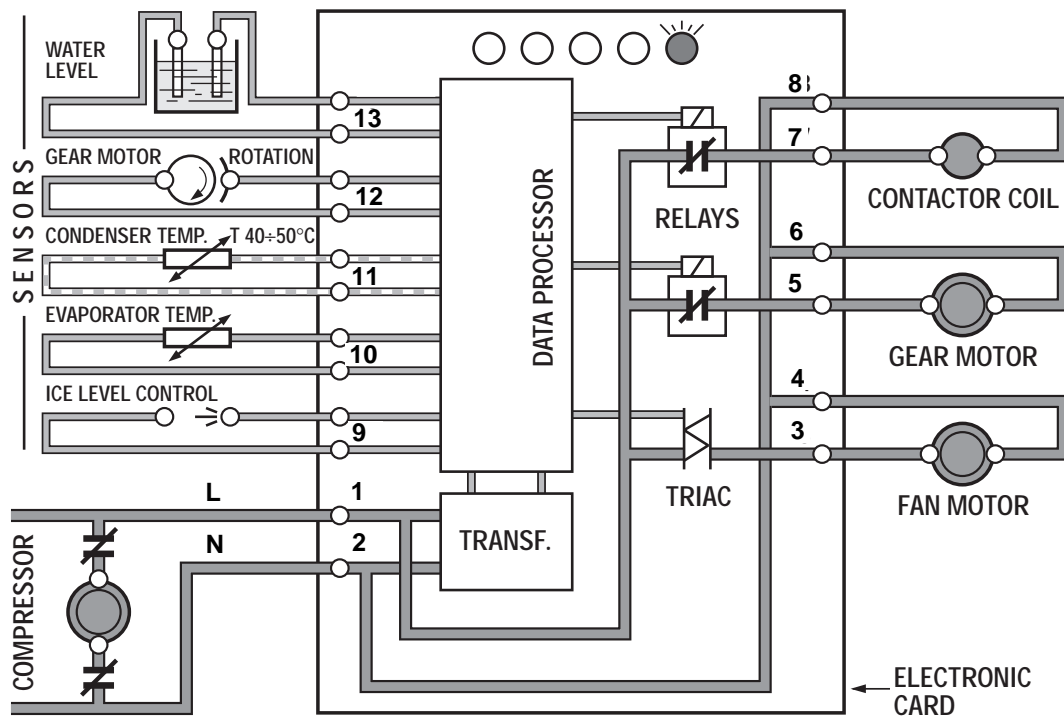 SENSORS
WATER
LEVEL
13
GEAR MOTOR
ROTATION
12
CONDENSER TEMP.
T 40÷50°C
11
EVAPORATOR TEMP.
10
ICE LEVEL CONTROL
9
L
1
N
2
COMPRESSOR
DATA PROCESSOR
TRANSF.
RELAYS
TRIAC
8
7
CONTACTOR COIL
6
5
GEAR MOTOR
4
3
FAN MOTOR
ELECTRONIC
CARD